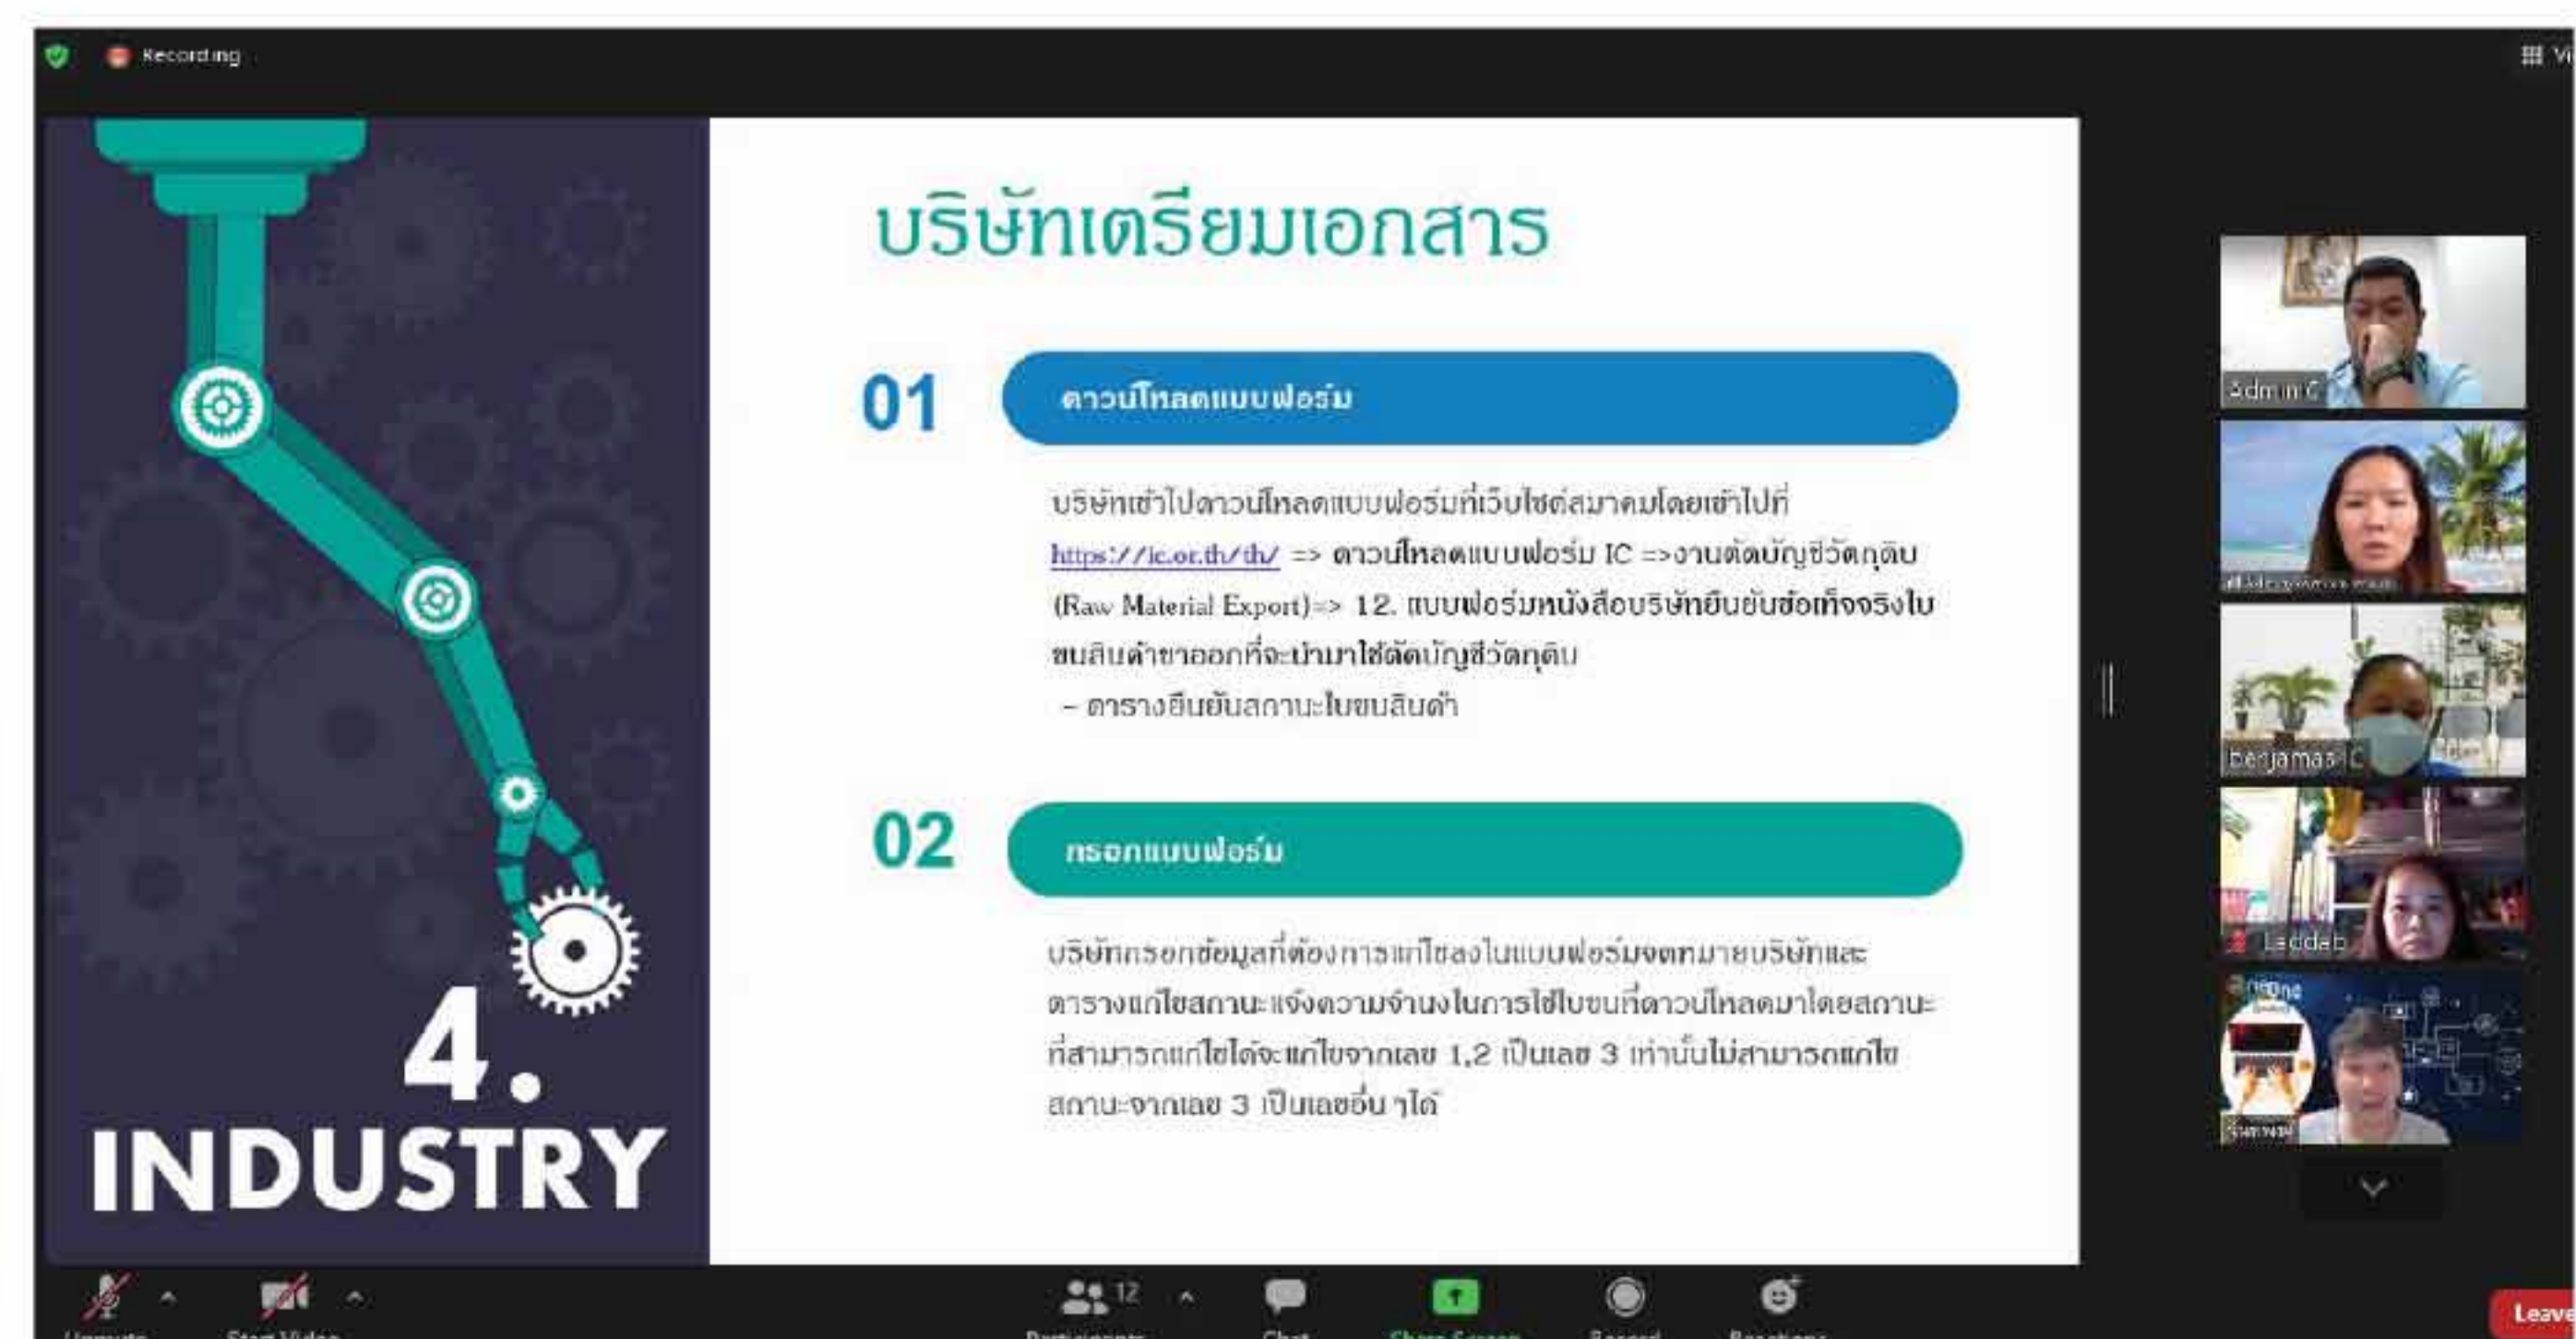 Recording
บริษัทเตรียมเอกสาร
01
ดาวน์โหลดแบบฟอร์ม
บริษัทเข้าไปดาวน์โหลดแบบฟอร์มที่เว็บไซต์สมาคมโดยเข้าไปที่
https://ic.or.th/th/ => ดาวน์โหลดแบบฟอร์ม IC =>งานตัดบัญชีวัตถุดิบ
(Raw Material Export)=> 12. แบบฟอร์มหนังสือบริษัทยืนยันข้อเท็จจริงใบ
ขนสินค้าขาออกที่จะนำมาใช้ตัดบัญชีวัตถุดิบ
– ตารางยืนยันสถานะใบขนสินค้า
02
กรอกแบบฟอร์ม
บริษัทกรอกข้อมูลที่ต้องการแก้ไขลงในแบบฟอร์มจดหมายบริษัทและ
ตารางแก้ไขสถานะแจ้งความจำนงในการใช้ใบขนที่ดาวน์โหลดมาโดยสถานะ
ที่สามารถแก้ไขได้จะแก้ไขจากเลข 1,2 เป็นเลข 3 เท่านั้นไม่สามารถแก้ไข
สถานะจากเลข 3 เป็นเลขอื่น ๆได้
4.
INDUSTRY
benjamas IC
Laddab
12
Leave